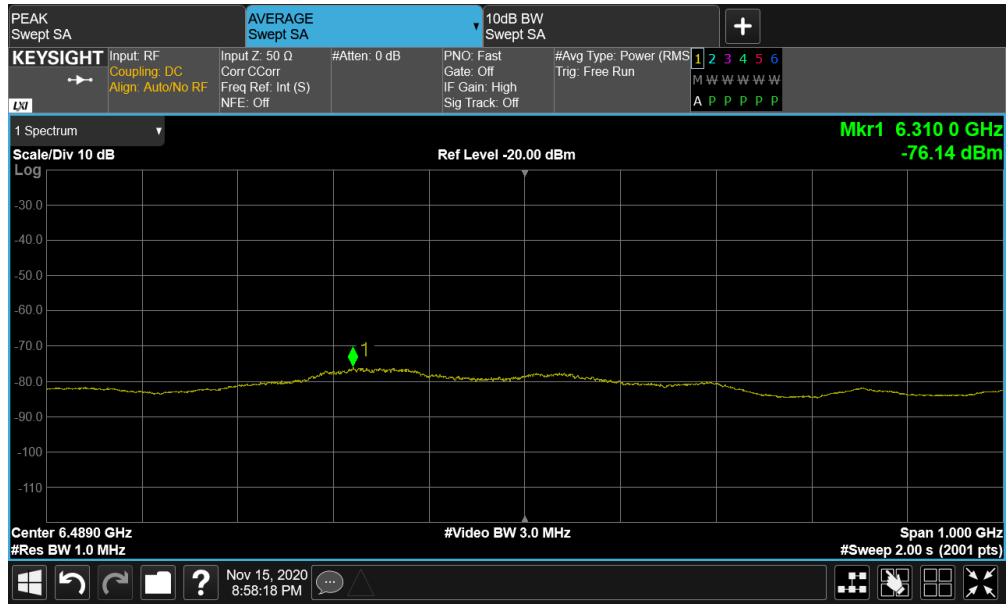 PEAK
Swept SA
AVERAGE
Swept SA
10dB BW
Swept SA
KEYSIGHT
LXI
Input: RF
Coupling: DC
Align: Auto/No RF
Input Z: 50 Ω
Corr CCorr
Freq Ref: Int (S)
NFE: Off
#Atten: 0 dB
PNO: Fast
Gate: Off
IF Gain: High
Sig Track: Off
#Avg Type: Power (RMS
Trig: Free Run
1 2 3 4 5 6
M W W W W W
A P P P P P
1 Spectrum
Mkr1 6.310 0 GHz
Scale/Div 10 dB
Ref Level -20.00 dBm
-76.14 dBm
Log
-30.0
-40.0
-50.0
-60.0
-70.0
1
-80.0
-90.0
-100
-110
Center 6.4890 GHz
#Video BW 3.0 MHz
Span 1.000 GHz
#Res BW 1.0 MHz
#Sweep 2.00 s (2001 pts)
?
Nov 15, 2020
8:58:18 PM